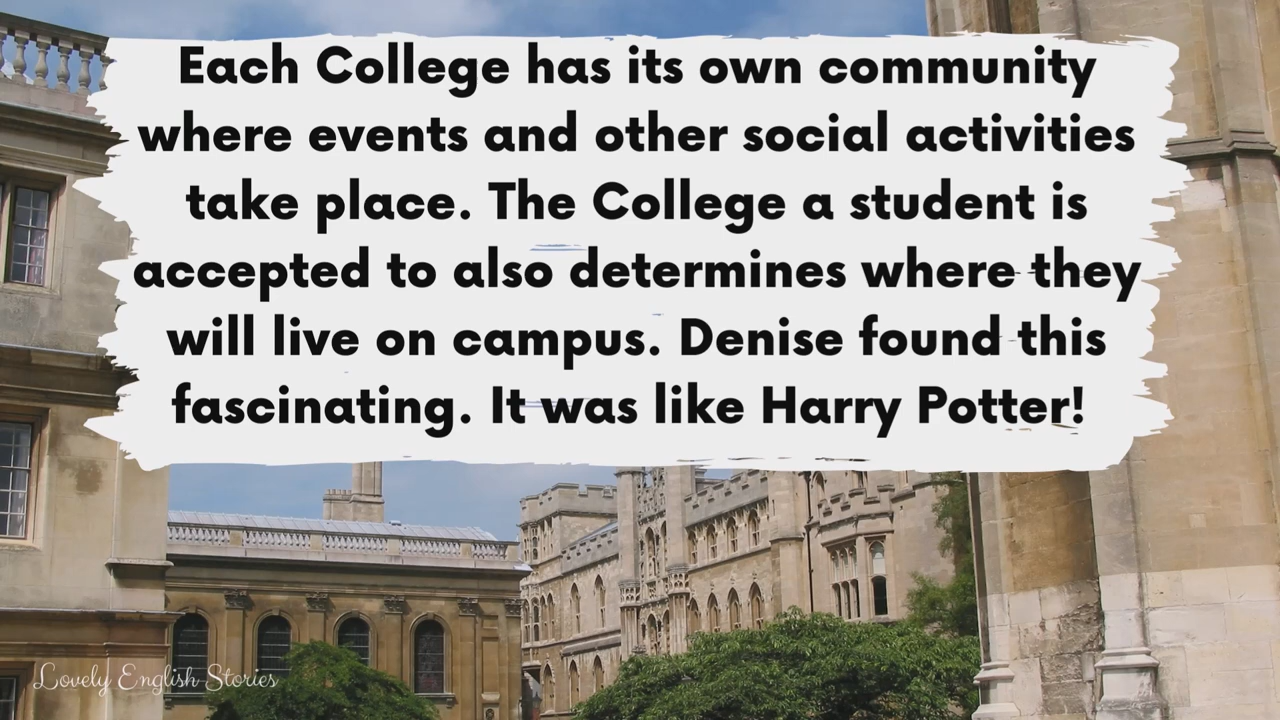 Each College has its own community
where events and other social activities
take place. The College a student is
accepted to also determines where they
will live on campus. Denise found this
fascinating. It was like Harry Potter!
Lovely English Stories